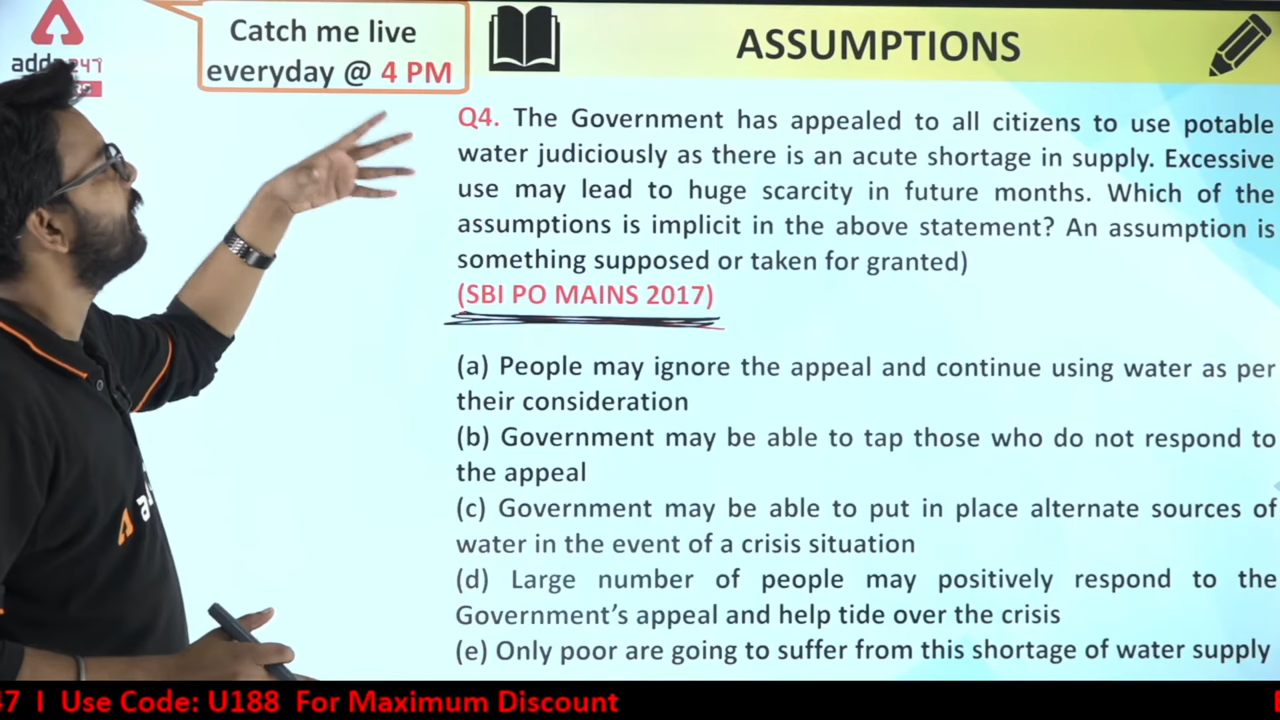 Catch me live
everyday @ 4 PM
ASSUMPTIONS
Q4. The Government has appealed to all citizens to use potable
water judiciously as there is an acute shortage in supply. Excessive
use may lead to huge scarcity in future months. Which of the
assumptions is implicit in the above statement? An assumption is
something supposed or taken for granted)
(SBI PO MAINS 2017)
(a) People may ignore the appeal and continue using water as per
their consideration
(b) Government may be able to tap those who do not respond to
the appeal
(c) Government may be able to put in place alternate sources of
water in the event of a crisis situation
(d) Large number of people may positively respond to the
Government's appeal and help tide over the crisis
(e) Only poor are going to suffer from this shortage of water supply
47 I Use Code: U188 For Maximum Discount